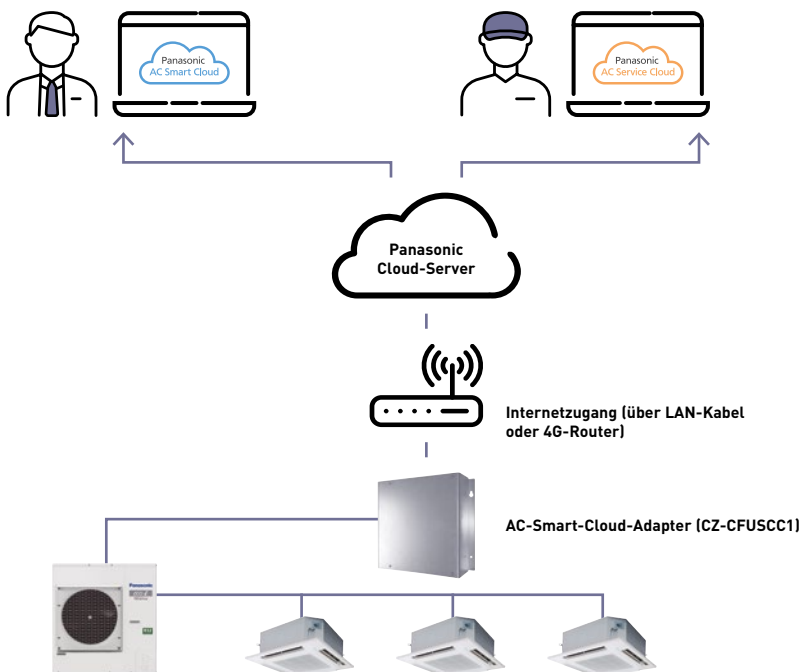 Panasonic
AC Smart Cloud
Panasonic
AC Service Cloud
Panasonic
Cloud-Server
Internetzugang (über LAN-Kabel
oder 4G-Router)
AC-Smart-Cloud-Adapter (CZ-CFUSCC1)
Panasonic